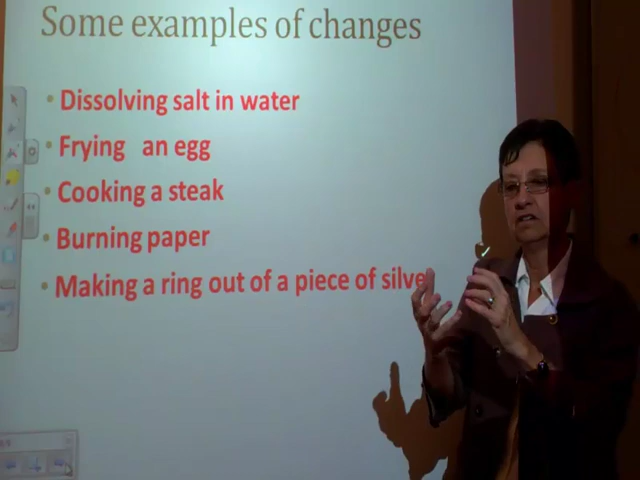 Some examples of changes
• Dissolving salt in water
• Frying an egg
• Cooking a steak
• Burning paper
• Making a ring out of a piece of silve